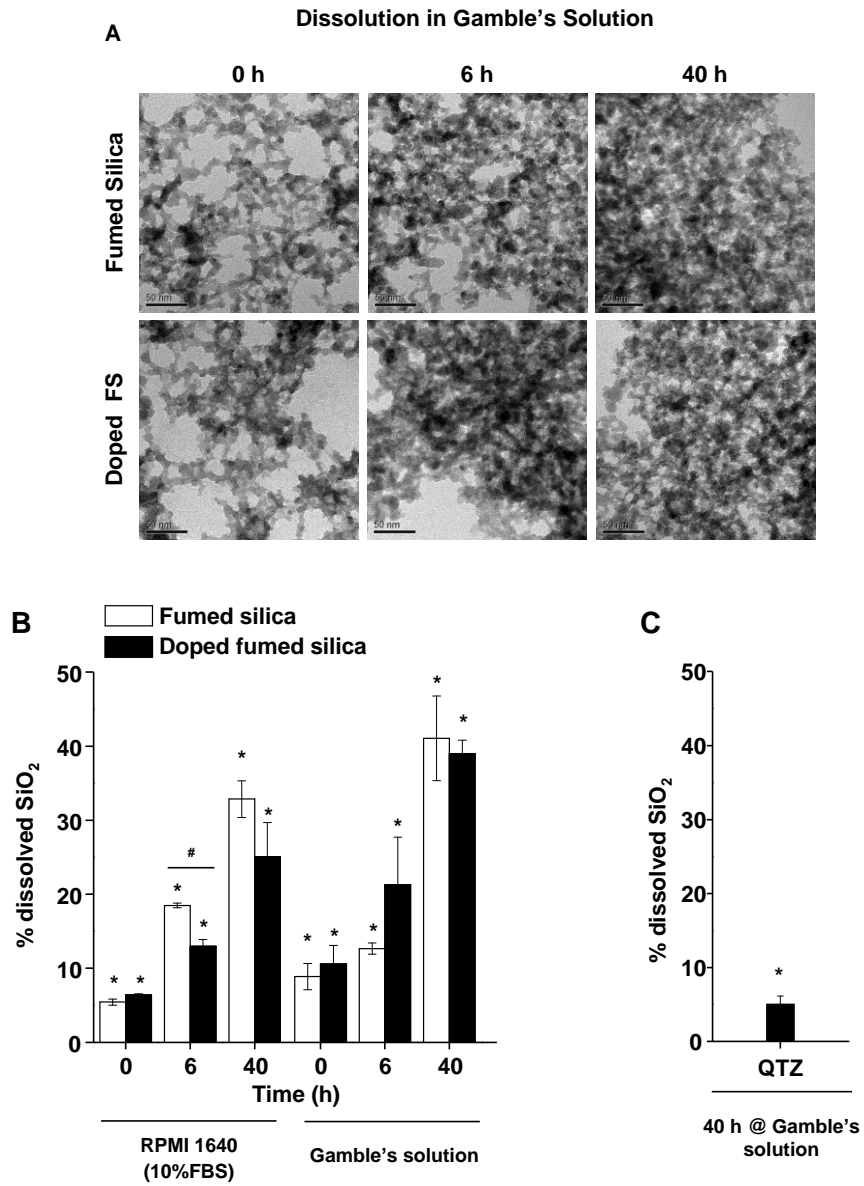 Dissolution in Gamble's Solution
A
0 h
6 h
40 h
Fumed Silica
50 nm
50 nm
50 nm
Doped FS
50 nm
50 nm
50 nm
B
Fumed silica
Doped fumed silica
% dissolved SiO₂
50
40
30
20
10
0
*
*
#
*
*
*
*
*
*
*
*
*
*
0
6
40
0
6
40
Time (h)
RPMI 1640
(10%FBS)
Gamble's solution
C
% dissolved SiO₂
50
40
30
20
10
0
*
QTZ
40 h @ Gamble's
solution